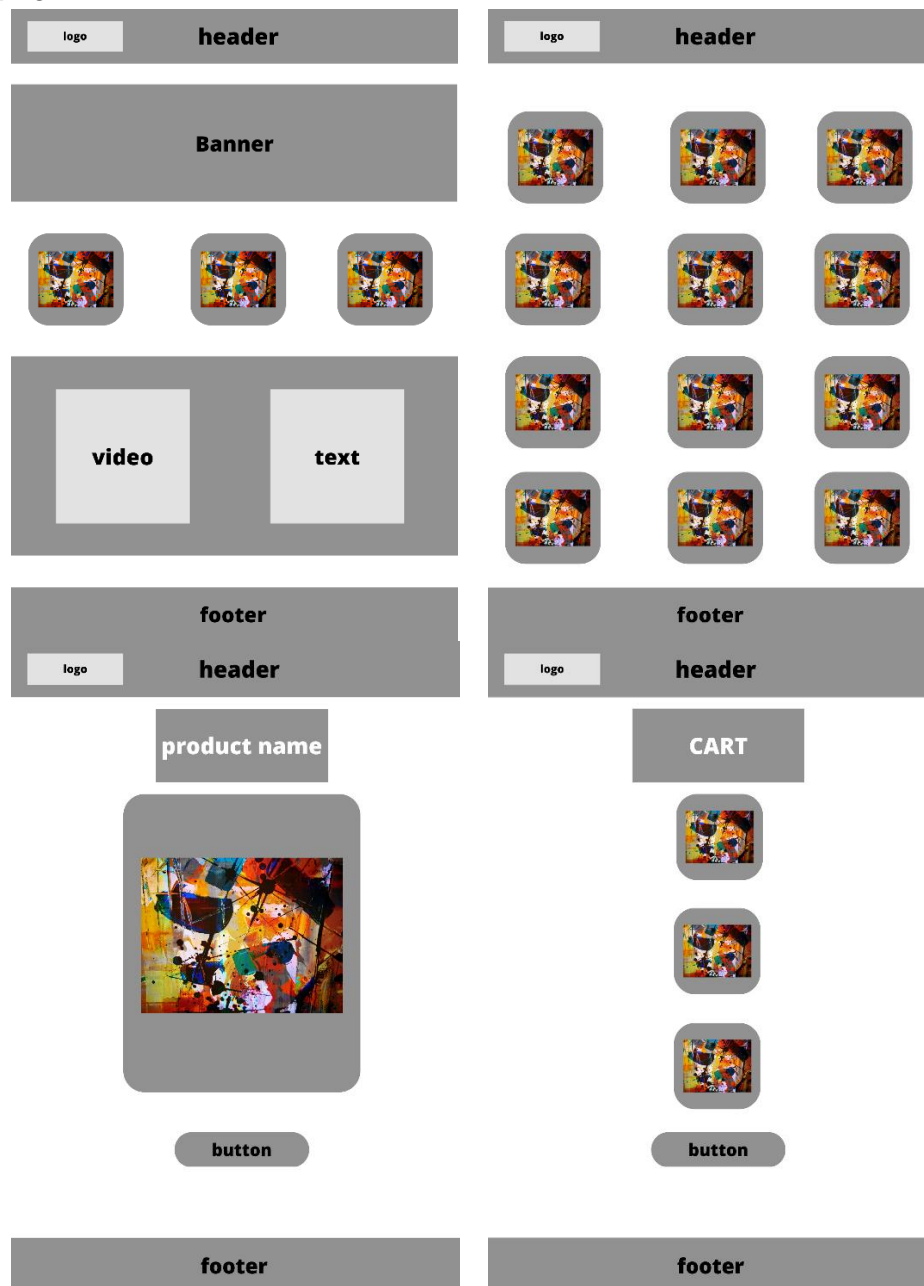 logo
header
Banner
video
text
footer
logo
header
footer
logo
header
product name
button
footer
logo
header
CART
button
footer